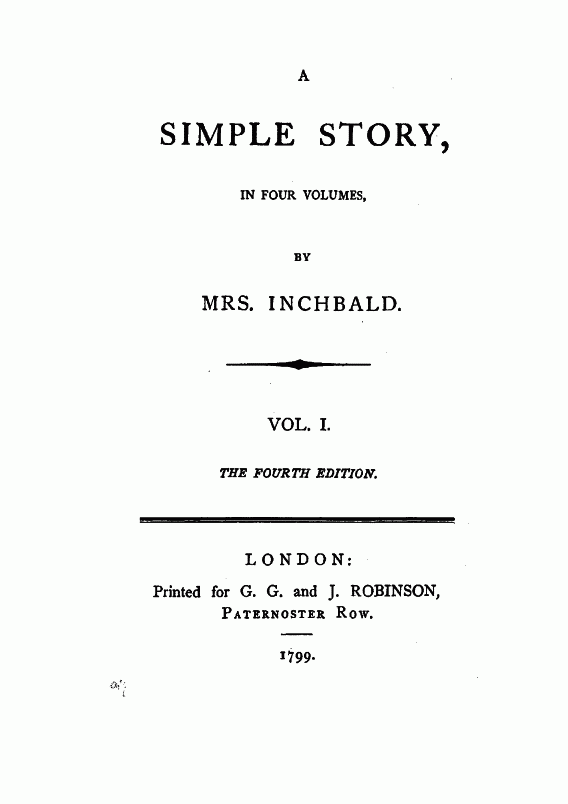 A
SIMPLE STORY,
IN FOUR VOLUMES,
BY
MRS. INCHBALD.
VOL. I.
THE FOURTH EDITION.
LONDON:
Printed for G. G. and J. ROBINSON,
PATERNOSTER ROW.
1799.